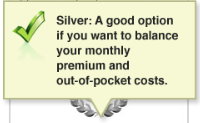 Silver: A good option
if you want to balance
your monthly
premium and
out-of-pocket costs.